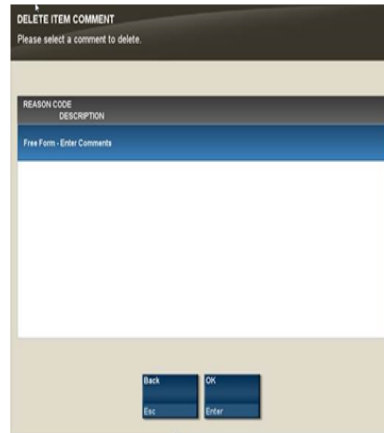 DELETE ITEM COMMENT
Please select a comment to delete.
REASON CODE
DESCRIPTION
Free Form - Enter Comments
Back
Esc
OK
Enter